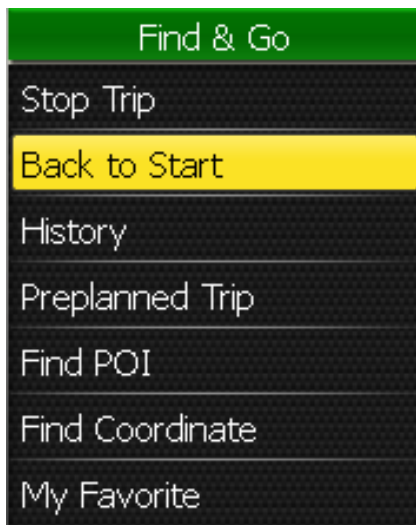 Find & Go
Stop Trip
Back to Start
History
Preplanned Trip
Find POI
Find Coordinate
My Favorite